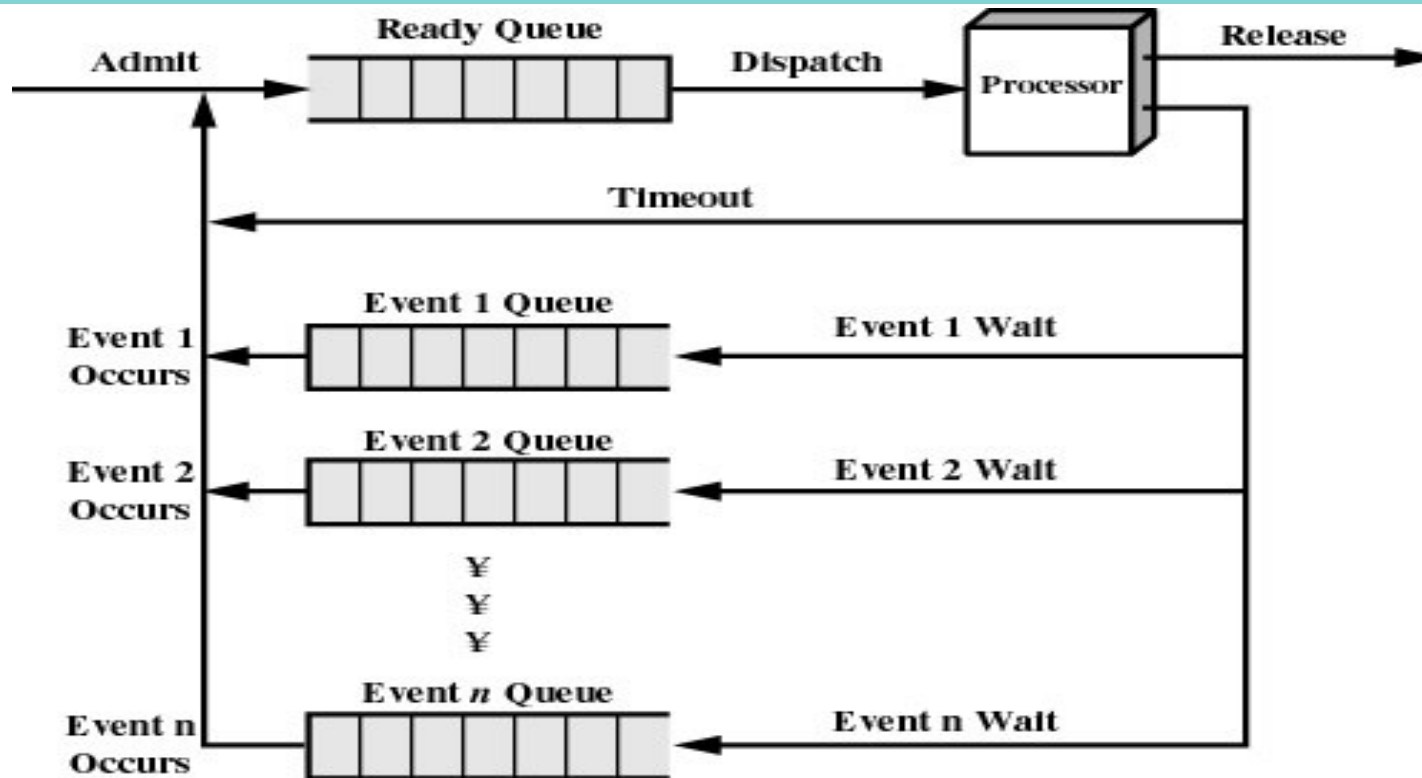 Ready Queue
Admit
Dispatch
Processor
Release
Timeout
Event 1 Queue
Event 1
Occurs
Event 1 Wait
Event 2 Queue
Event 2
Occurs
Event 2 Wait
¥
¥
¥
Event n Queue
Event n
Occurs
Event n Wait